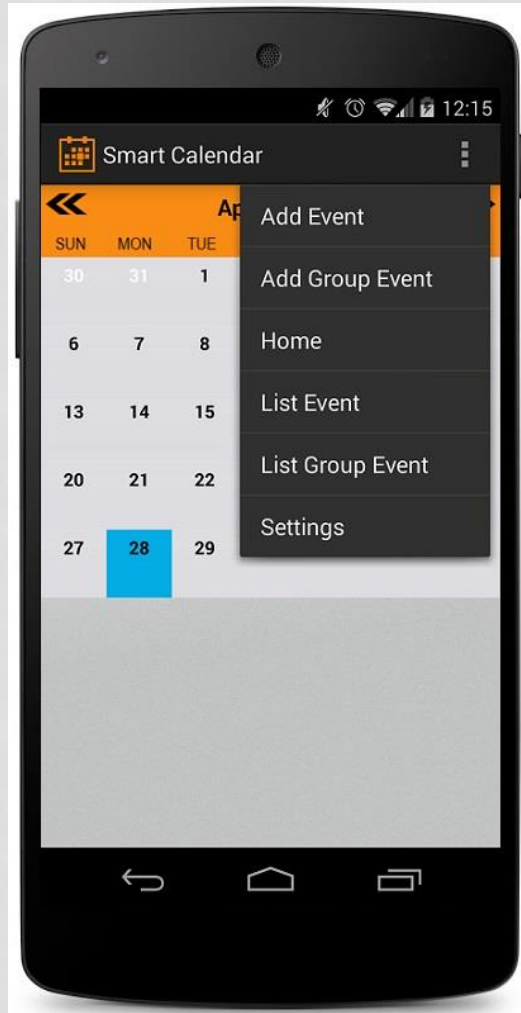 12:15
Smart Calendar
Ap
SUN MON TUE
30 31 1
6 7 8
13 14 15
20 21 22
27 28 29
Add Event
Add Group Event
Home
List Event
List Group Event
Settings